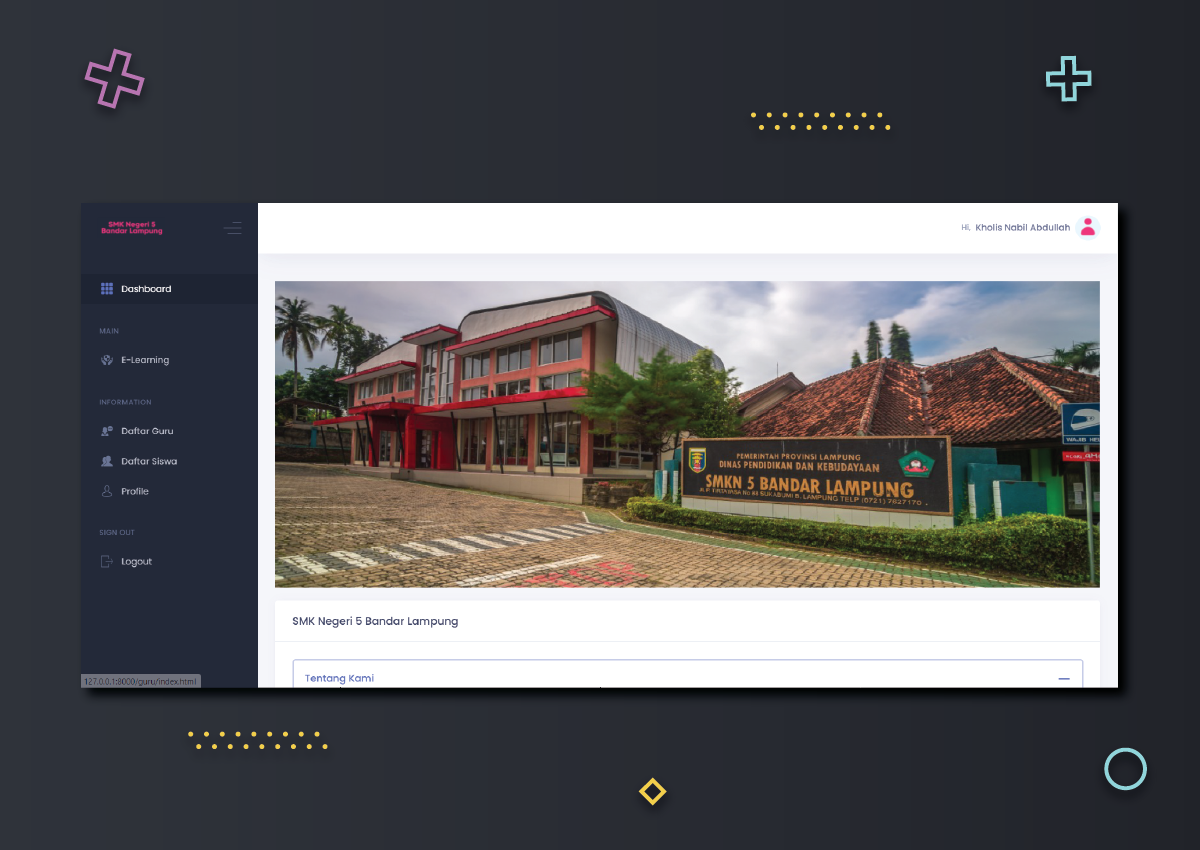 SMK Negeri 5
Bandar Lampung
Hi, Kholis Nabil Abdullah
Dashboard
MAIN
E-Learning
INFORMATION
Daftar Guru
Daftar Siswa
Profile
SIGN OUT
Logout
PEMERINTAH PROVINSI LAMPUNG
DINAS PENDIDIKAN DAN KEBUDAYAAN
SMKN 5 BANDAR LAMPUNG
SUKABUMI B. LAMPUNG TELP (0721) 7627170
WAJIB HE
SMK Negeri 5 Bandar Lampung
Tentang Kami
127.0.0.1:8000/guru/index.html